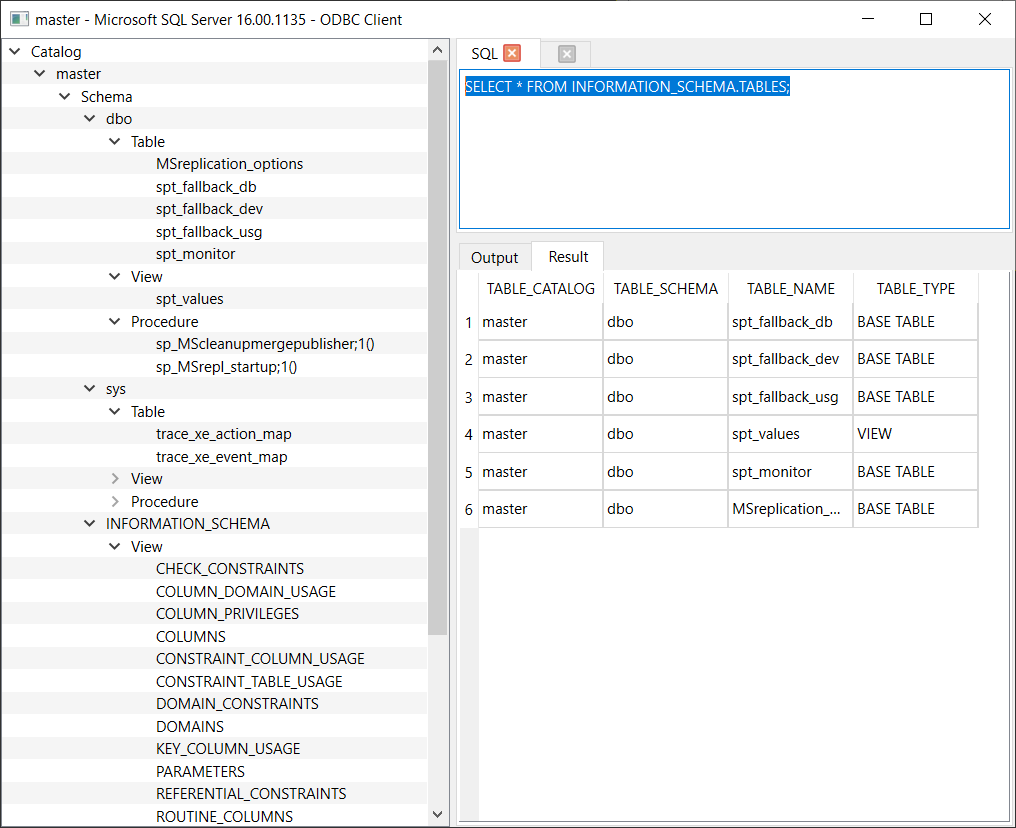 master - Microsoft SQL Server 16.00.1135 - ODBC Client
Catalog
master
Schema
dbo
Table
MSreplication_options
spt_fallback_db
spt_fallback_dev
spt_fallback_usg
spt_monitor
View
spt_values
Procedure
sp_MScleanupmergepublisher;1()
sp_MSrepl_startup;1()
sys
Table
trace_xe_action_map
trace_xe_event_map
View
Procedure
INFORMATION_SCHEMA
View
CHECK_CONSTRAINTS
COLUMN_DOMAIN_USAGE
COLUMN_PRIVILEGES
COLUMNS
CONSTRAINT_COLUMN_USAGE
CONSTRAINT_TABLE_USAGE
DOMAIN_CONSTRAINTS
DOMAINS
KEY_COLUMN_USAGE
PARAMETERS
REFERENTIAL_CONSTRAINTS
ROUTINE_COLUMNS
SQL
SELECT * FROM INFORMATION_SCHEMA.TABLES;
Output Result
TABLE_CATALOG TABLE_SCHEMA TABLE_NAME TABLE_TYPE
1 master dbo spt_fallback_db BASE TABLE
2 master dbo spt_fallback_dev BASE TABLE
3 master dbo spt_fallback_usg BASE TABLE
4 master dbo spt_values VIEW
5 master dbo spt_monitor BASE TABLE
6 master dbo MSreplication_... BASE TABLE